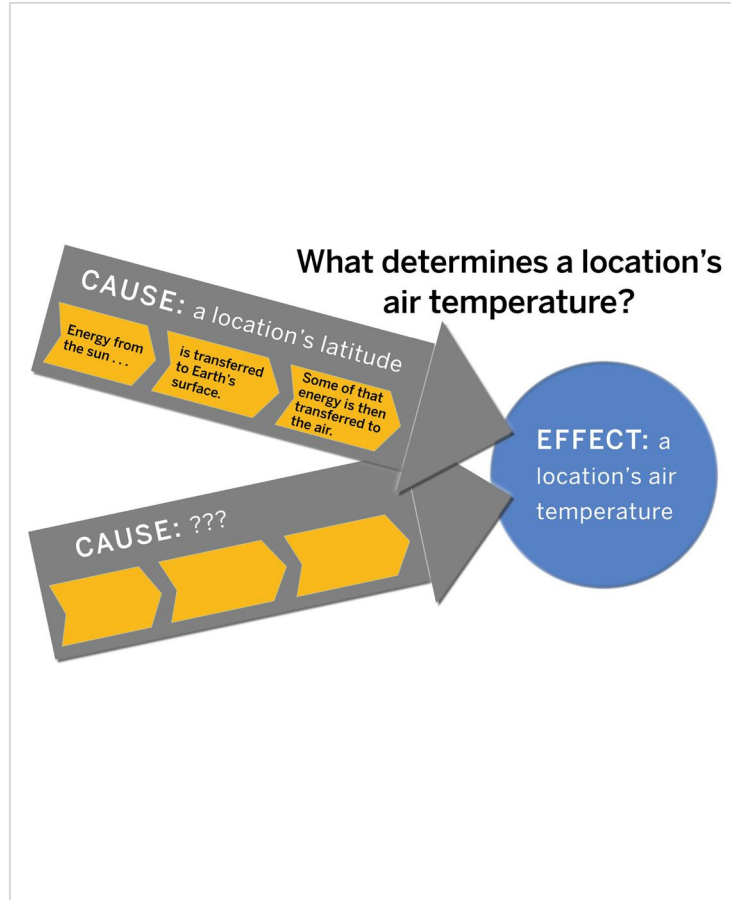 What determines a location’s
air temperature?
CAUSE: a location’s latitude
Energy from
the sun . . .
is transferred
to Earth’s
surface.
Some of that
energy is then
transferred to
the air.
CAUSE: ???
EFFECT: a
location’s air
temperature